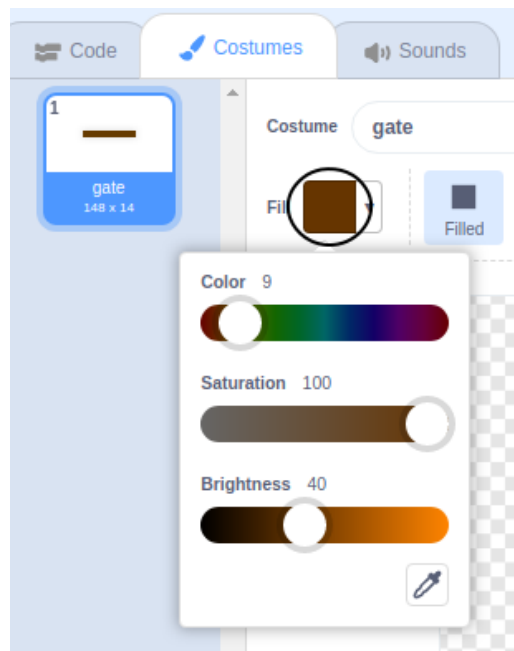 Code
Costumes
Sounds
1
gate
148 x 14
Costume
gate
Fil
Filled
Color 9
Saturation 100
Brightness 40